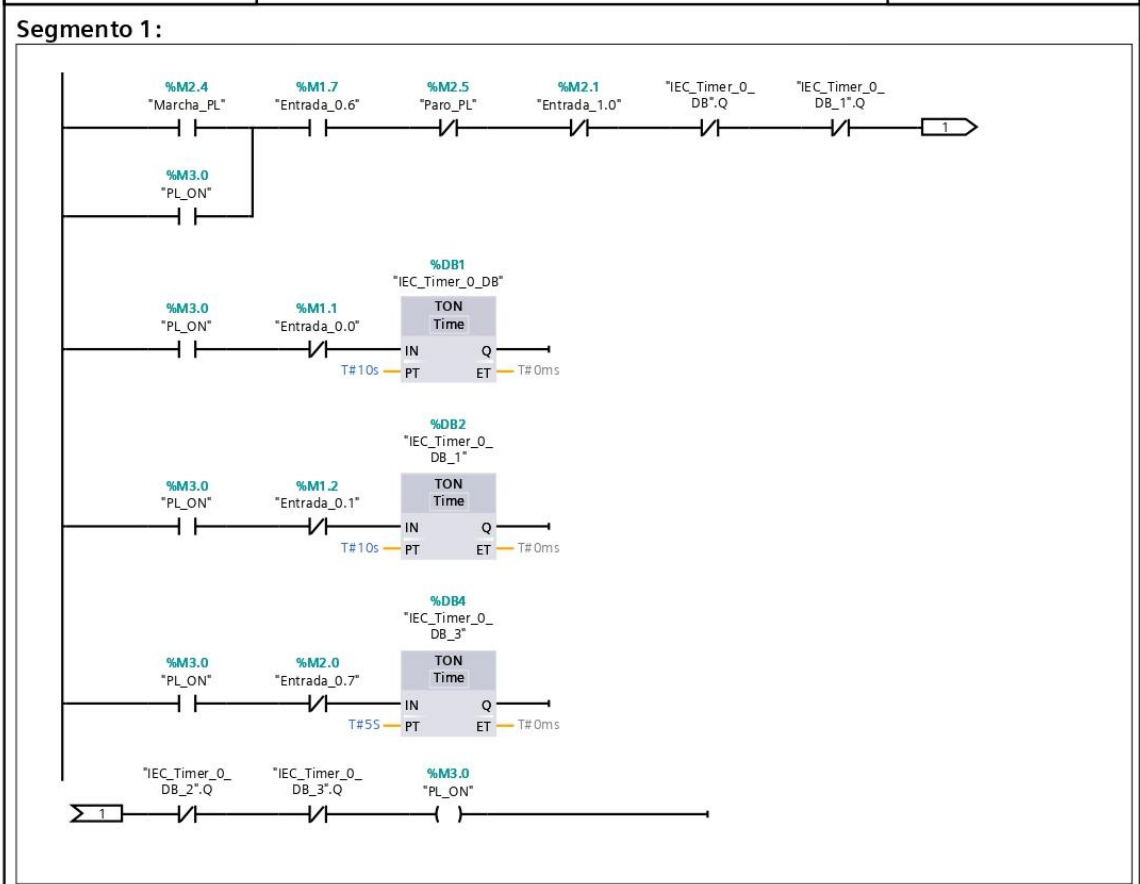 Segmento 1:
%M2.4 %M1.7 %M2.5 %M2.1 "IEC_Timer_0_ "IEC_Timer_0_
"Marcha_PL" "Entrada_0.6" "Paro_PL" "Entrada_1.0" DB".Q DB_1".Q
1
%M3.0
"PL_ON"
%DB1
"IEC_Timer_0_DB"
%M3.0 %M1.1 TON
"PL_ON" "Entrada_0.0" Time
IN Q
T#10s PT ET T#0ms
%DB2
"IEC_Timer_0_
DB_1"
%M3.0 %M1.2 TON
"PL_ON" "Entrada_0.1" Time
IN Q
T#10s PT ET T#0ms
%DB4
"IEC_Timer_0_
DB_3"
%M3.0 %M2.0 TON
"PL_ON" "Entrada_0.7" Time
IN Q
T#5S PT ET T#0ms
"IEC_Timer_0_ "IEC_Timer_0_ %M3.0
DB_2".Q DB_3".Q "PL_ON"
1